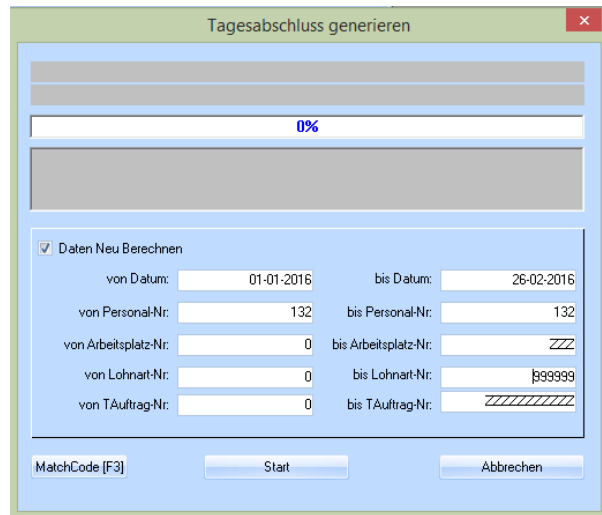 Tagesabschluss generieren
0%
Daten Neu Berechnen
von Datum: 01-01-2016 bis Datum: 26-02-2016
von Personal-Nr: 132 bis Personal-Nr: 132
von Arbeitsplatz-Nr: 0 bis Arbeitsplatz-Nr: ZZZ
von Lohnart-Nr: 0 bis Lohnart-Nr: 999999
von TAuftrag-Nr: 0 bis TAuftrag-Nr: ZZZZZZZZZZZ
MatchCode [F3] Start Abbrechen